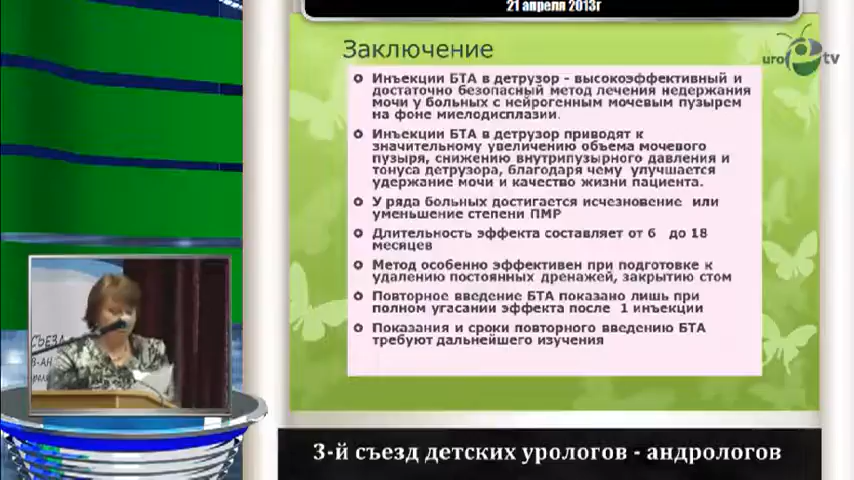 21 апреля 2013г
uro tv
Заключение
Инъекции БТА в детрузор - высокоэффективный и
достаточно безопасный метод лечения недержания
мочи у больных с нейрогенным мочевым пузырем
на фоне миелодисплазии.
Инъекции БТА в детрузор приводят к
значительному увеличению объема мочевого
пузыря, снижению внутрипузырного давления и
тонуса детрузора, благодаря чему улучшается
удержание мочи и качество жизни пациента.
У ряда больных достигается исчезновение или
уменьшение степени ПМР
Длительность эффекта составляет от 6 до 18
месяцев
Метод особенно эффективен при подготовке к
удалению постоянных дренажей, закрытию стом
Повторное введение БТА показано лишь при
полном угасании эффекта после 1 инъекции
Показания и сроки повторного введению БТА
требуют дальнейшего изучения
3-й съезд детских урологов - андрологов